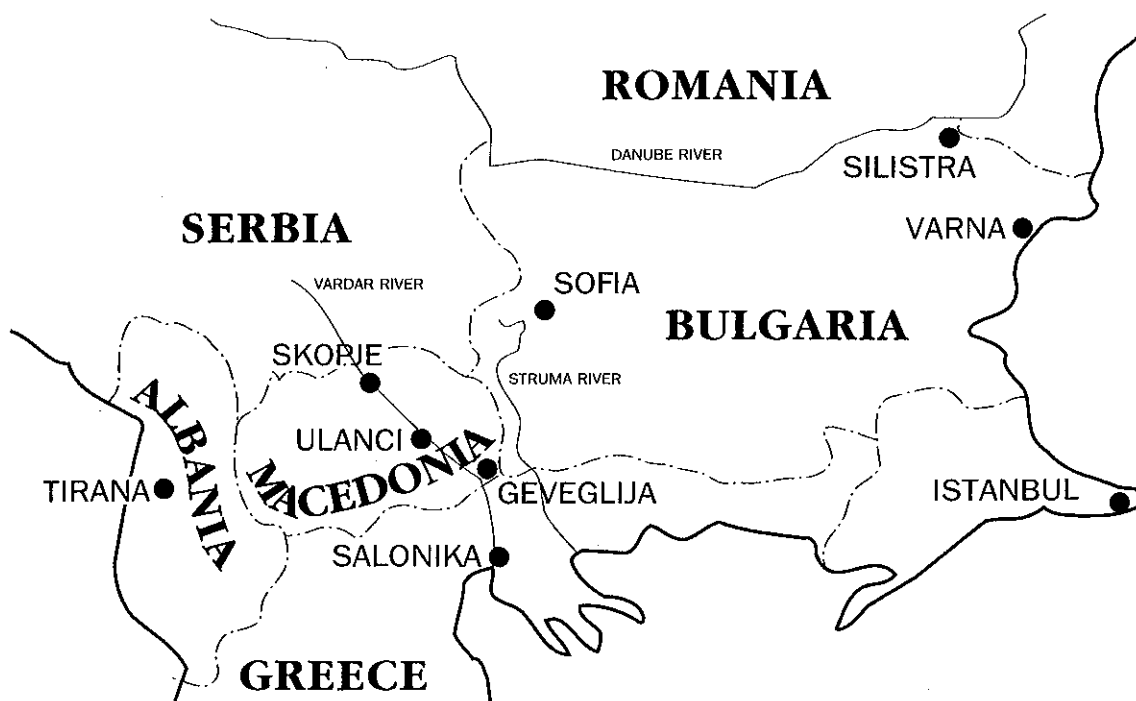 ROMANIA
DANUBE RIVER
SILISTRA
SERBIA
VARNA
VARDAR RIVER
SOFIA
BULGARIA
SKOPJE
STRUMA RIVER
ALBANIA
ULANCI
MACEDONIA
TIRANA
GEVEGLIJA
ISTANBUL
SALONIKA
GREECE